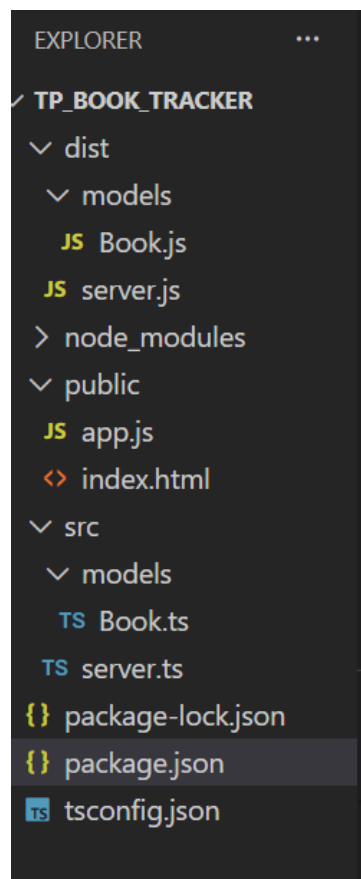 EXPLORER ...
TP_BOOK_TRACKER
dist
models
JS Book.js
JS server.js
node_modules
public
JS app.js
<> index.html
src
models
TS Book.ts
TS server.ts
{} package-lock.json
{} package.json
TS tsconfig.json